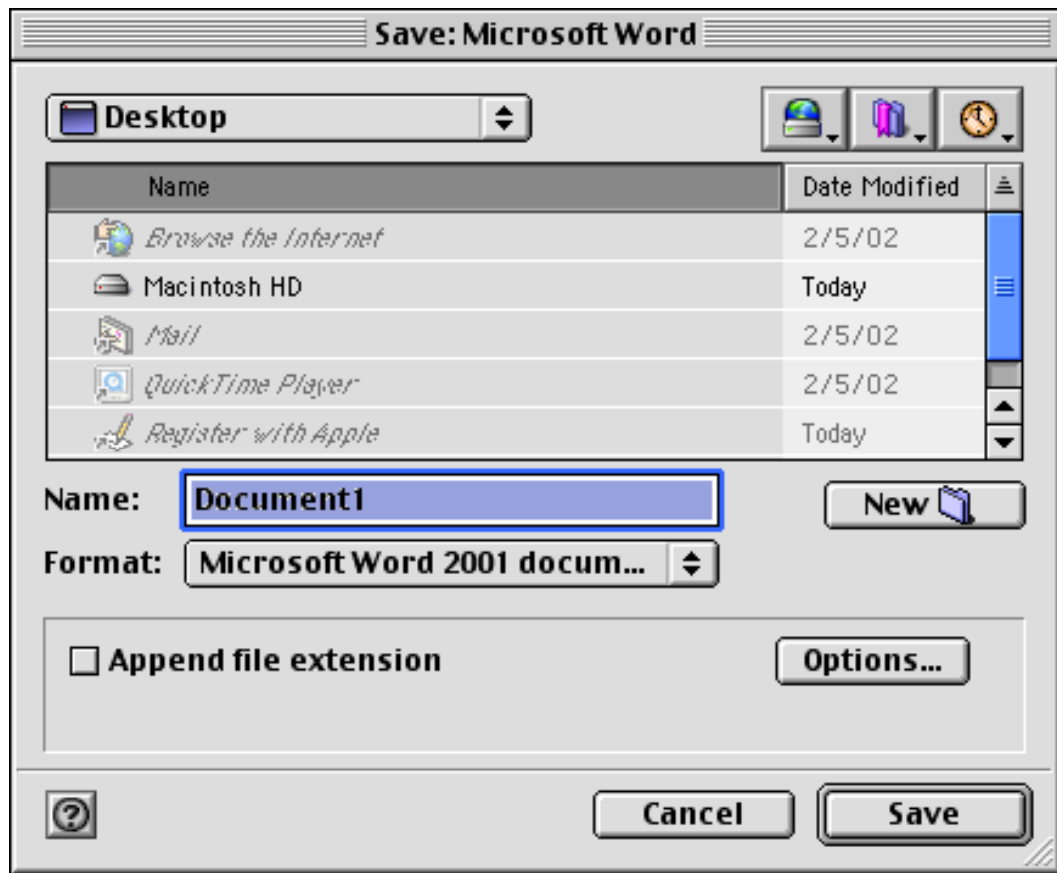 Save: Microsoft Word
Desktop
Name Date Modified
Browse the Internet 2/5/02
Macintosh HD Today
Mail 2/5/02
QuickTime Player 2/5/02
Register with Apple Today
Name: Document1 New
Format: Microsoft Word 2001 docum...
Append file extension Options...
? Cancel Save